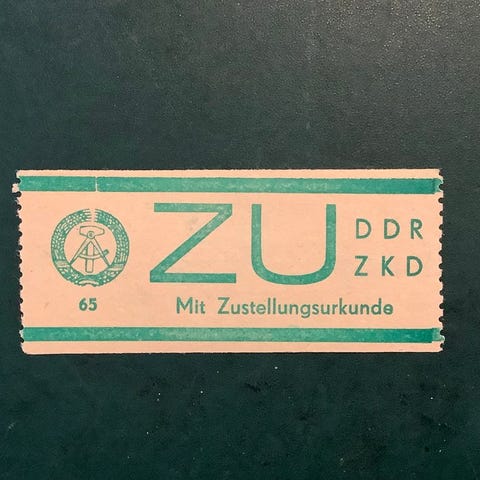 ZU
DDR
ZKD
65
Mit Zustellungsurkunde